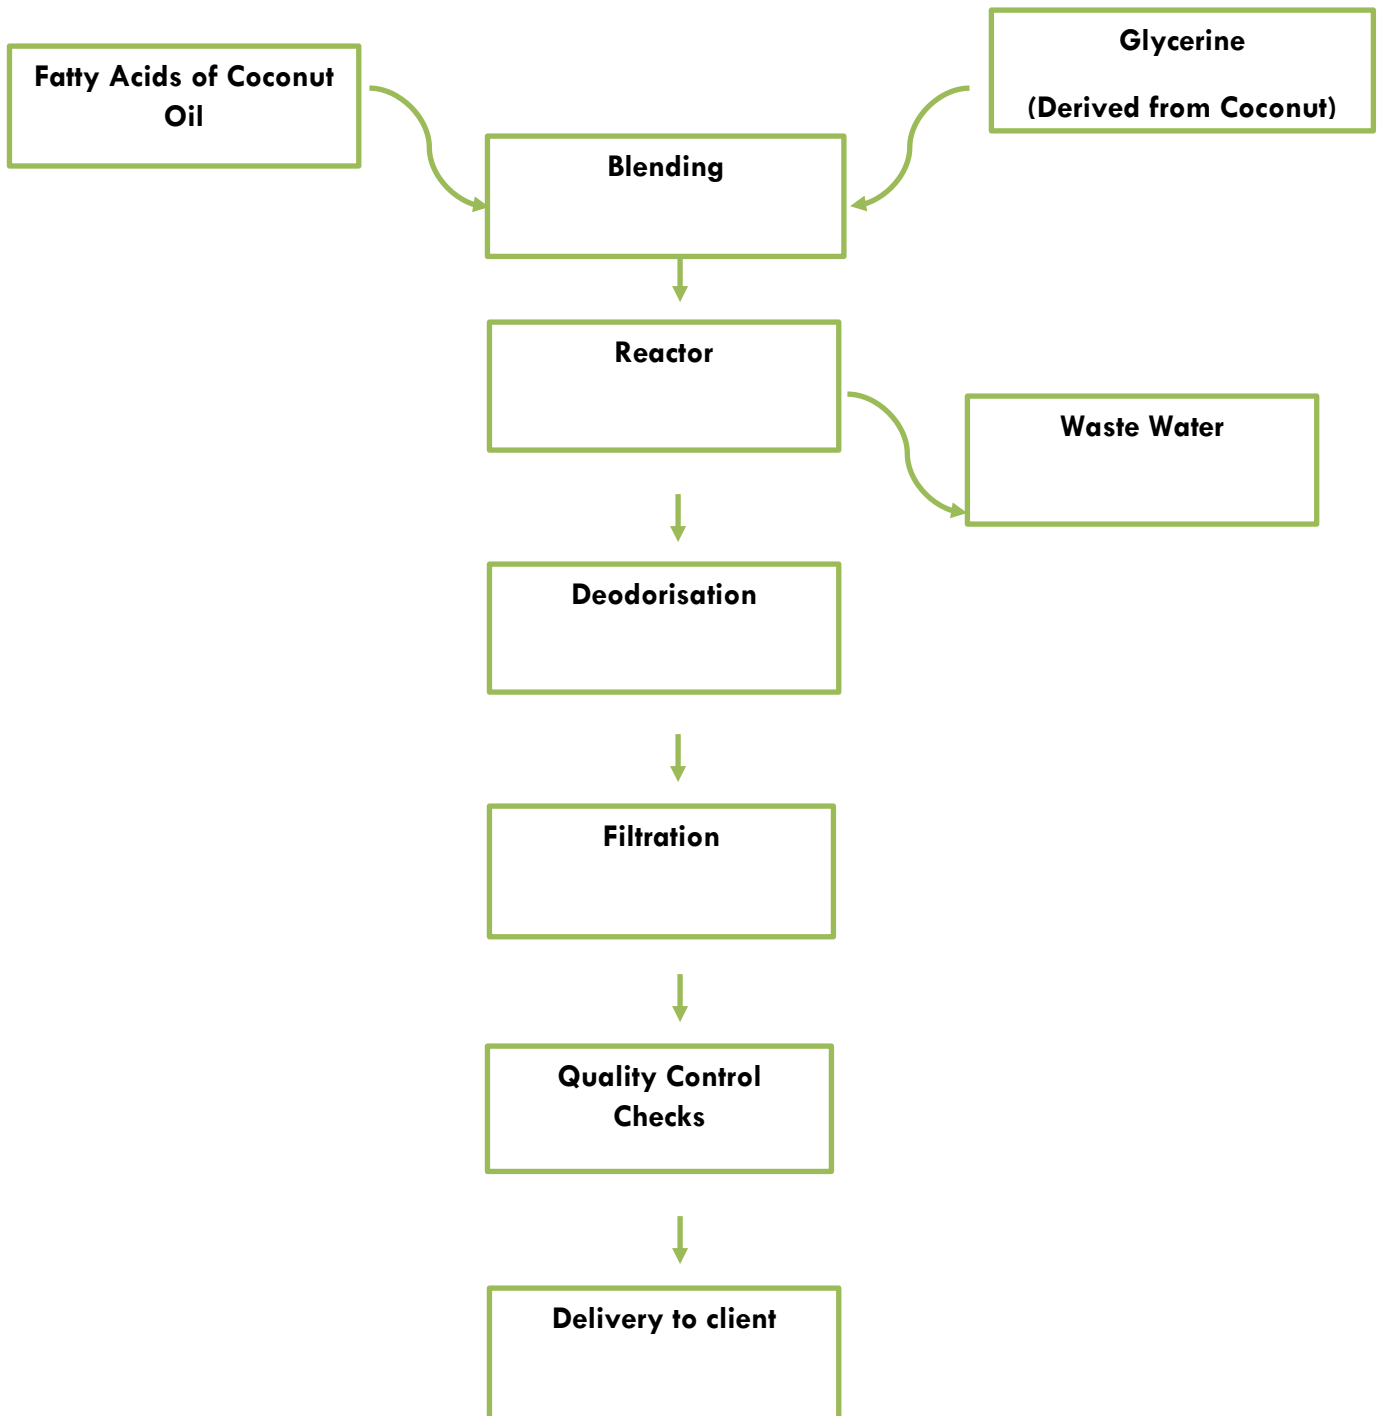 Fatty Acids of Coconut
Oil
Glycerine
(Derived from Coconut)
Blending
Reactor
Waste Water
Deodorisation
Filtration
Quality Control
Checks
Delivery to client